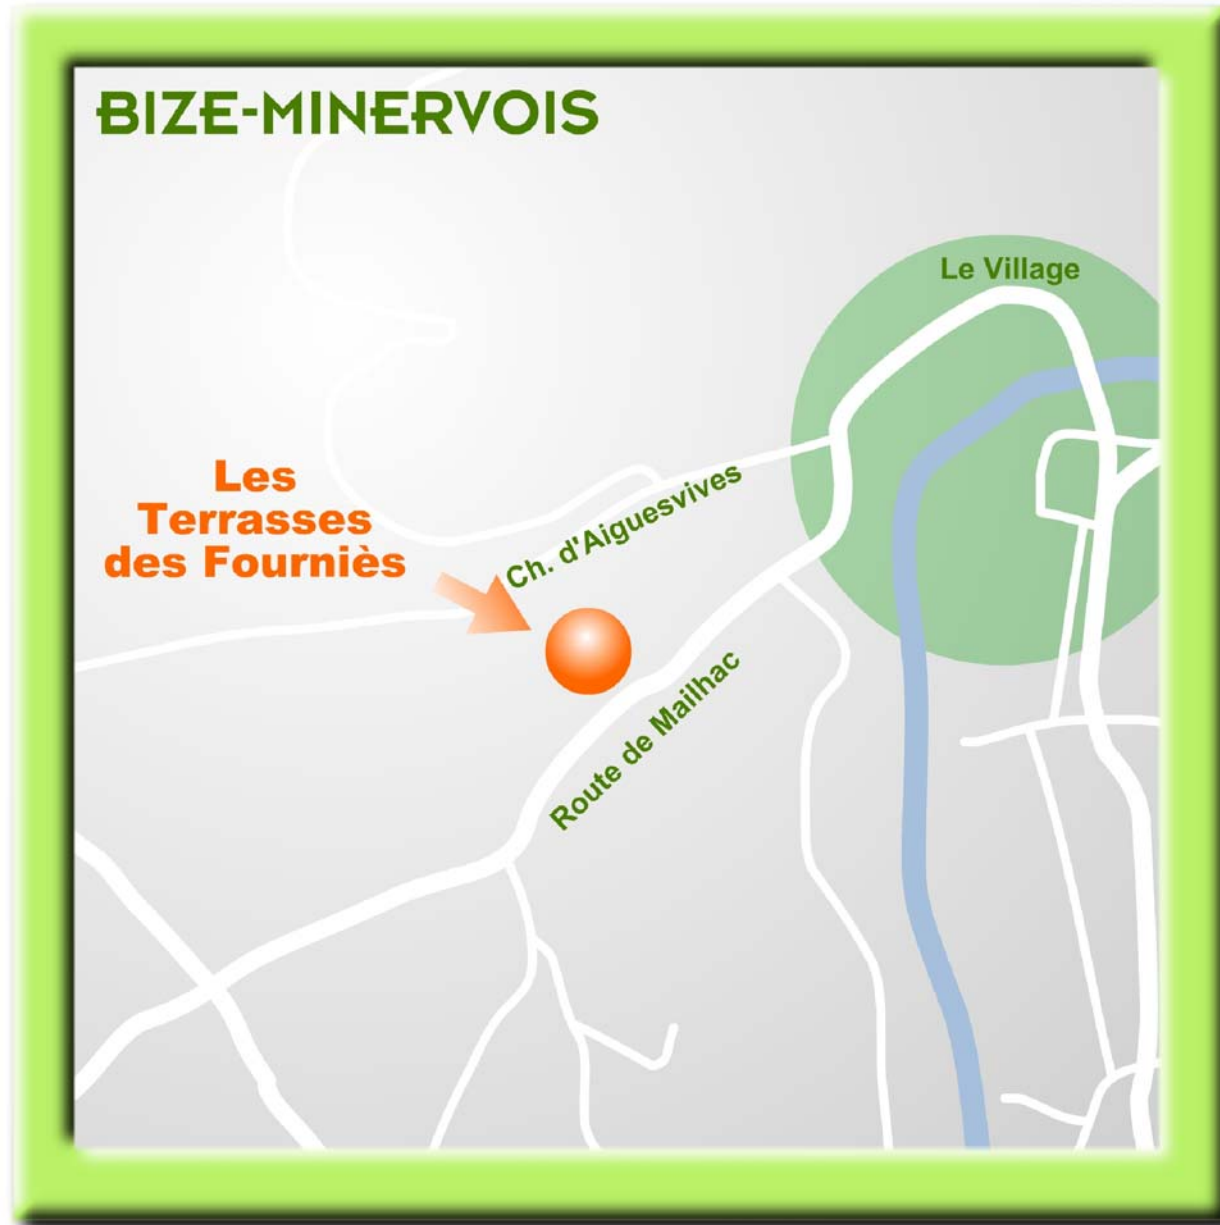 BIZE-MINERVOIS
Le Village
Les
Terrasses
des Fourniès
Ch. d'Aiguesvives
Route de Mailhac